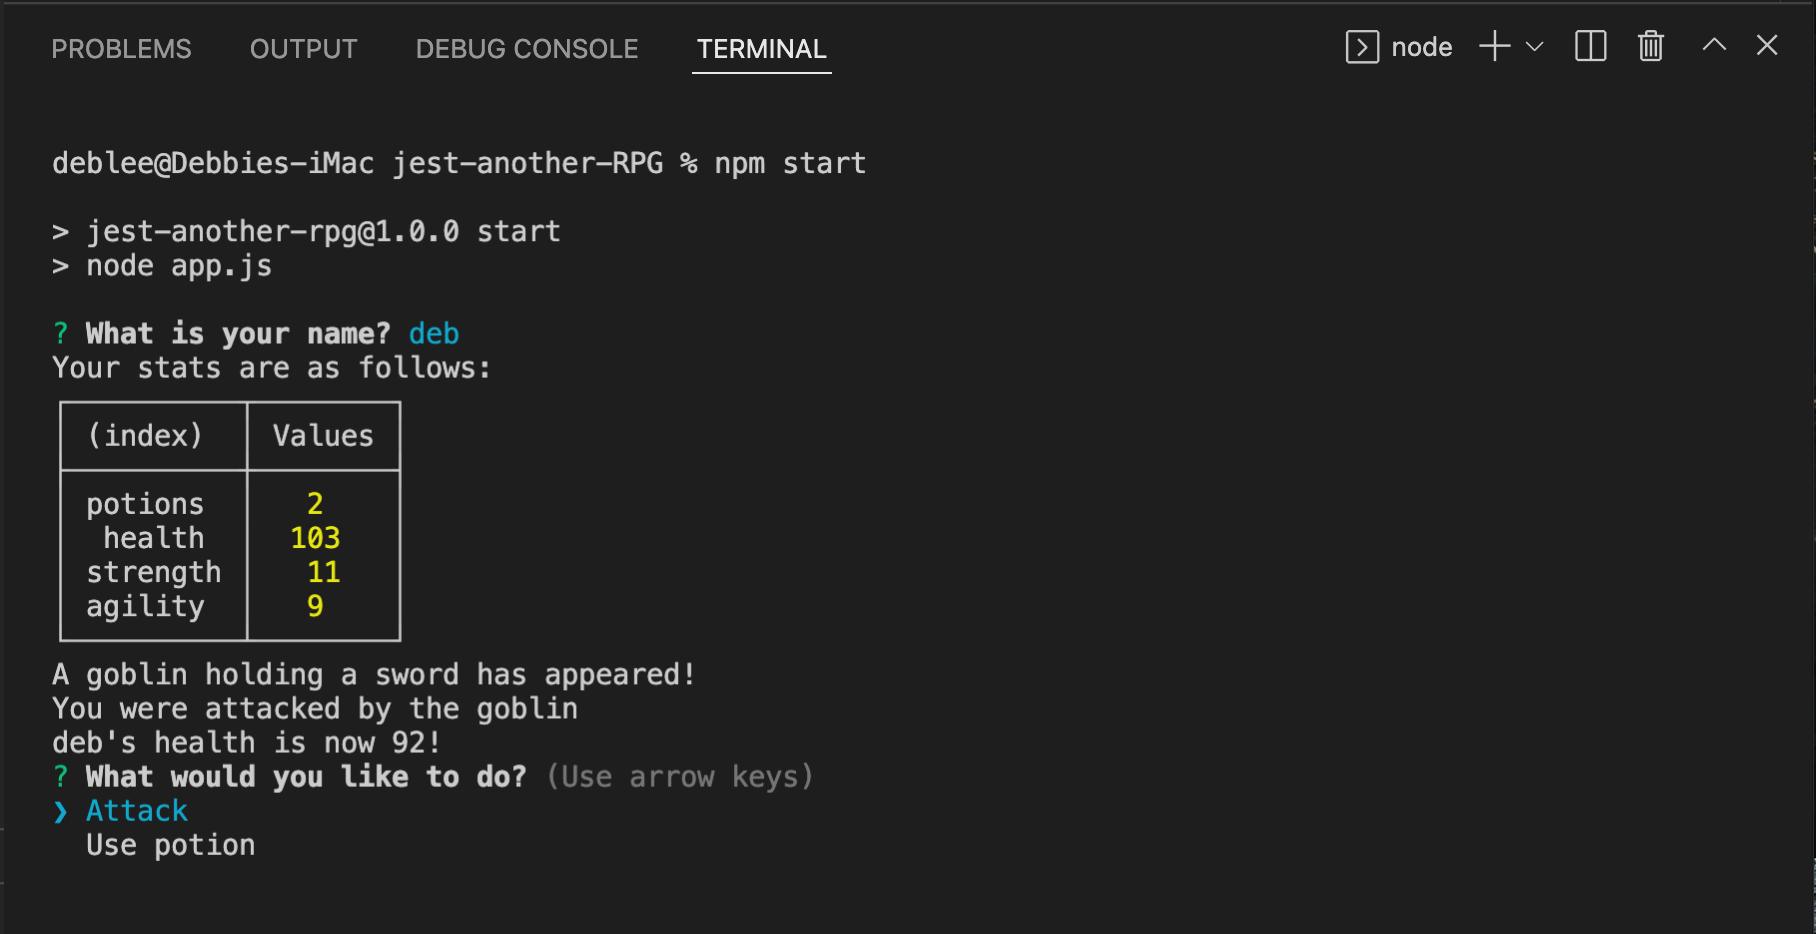 PROBLEMS OUTPUT DEBUG CONSOLE TERMINAL node
deblee@Debbies-iMac jest-another-RPG % npm start
> jest-another-rpg@1.0.0 start
> node app.js
? What is your name? deb
Your stats are as follows:
(index) Values
potions 2
health 103
strength 11
agility 9
A goblin holding a sword has appeared!
You were attacked by the goblin
deb's health is now 92!
? What would you like to do? (Use arrow keys)
❯ Attack
Use potion